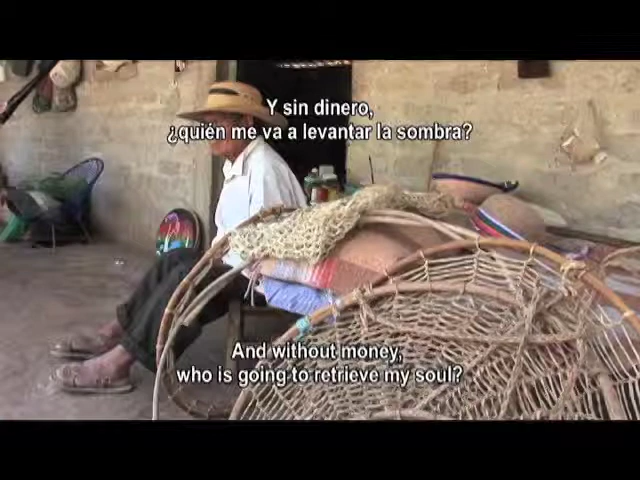 Y sin dinero,
¿quién me va a levantar la sombra?
And without money,
who is going to retrieve my soul?